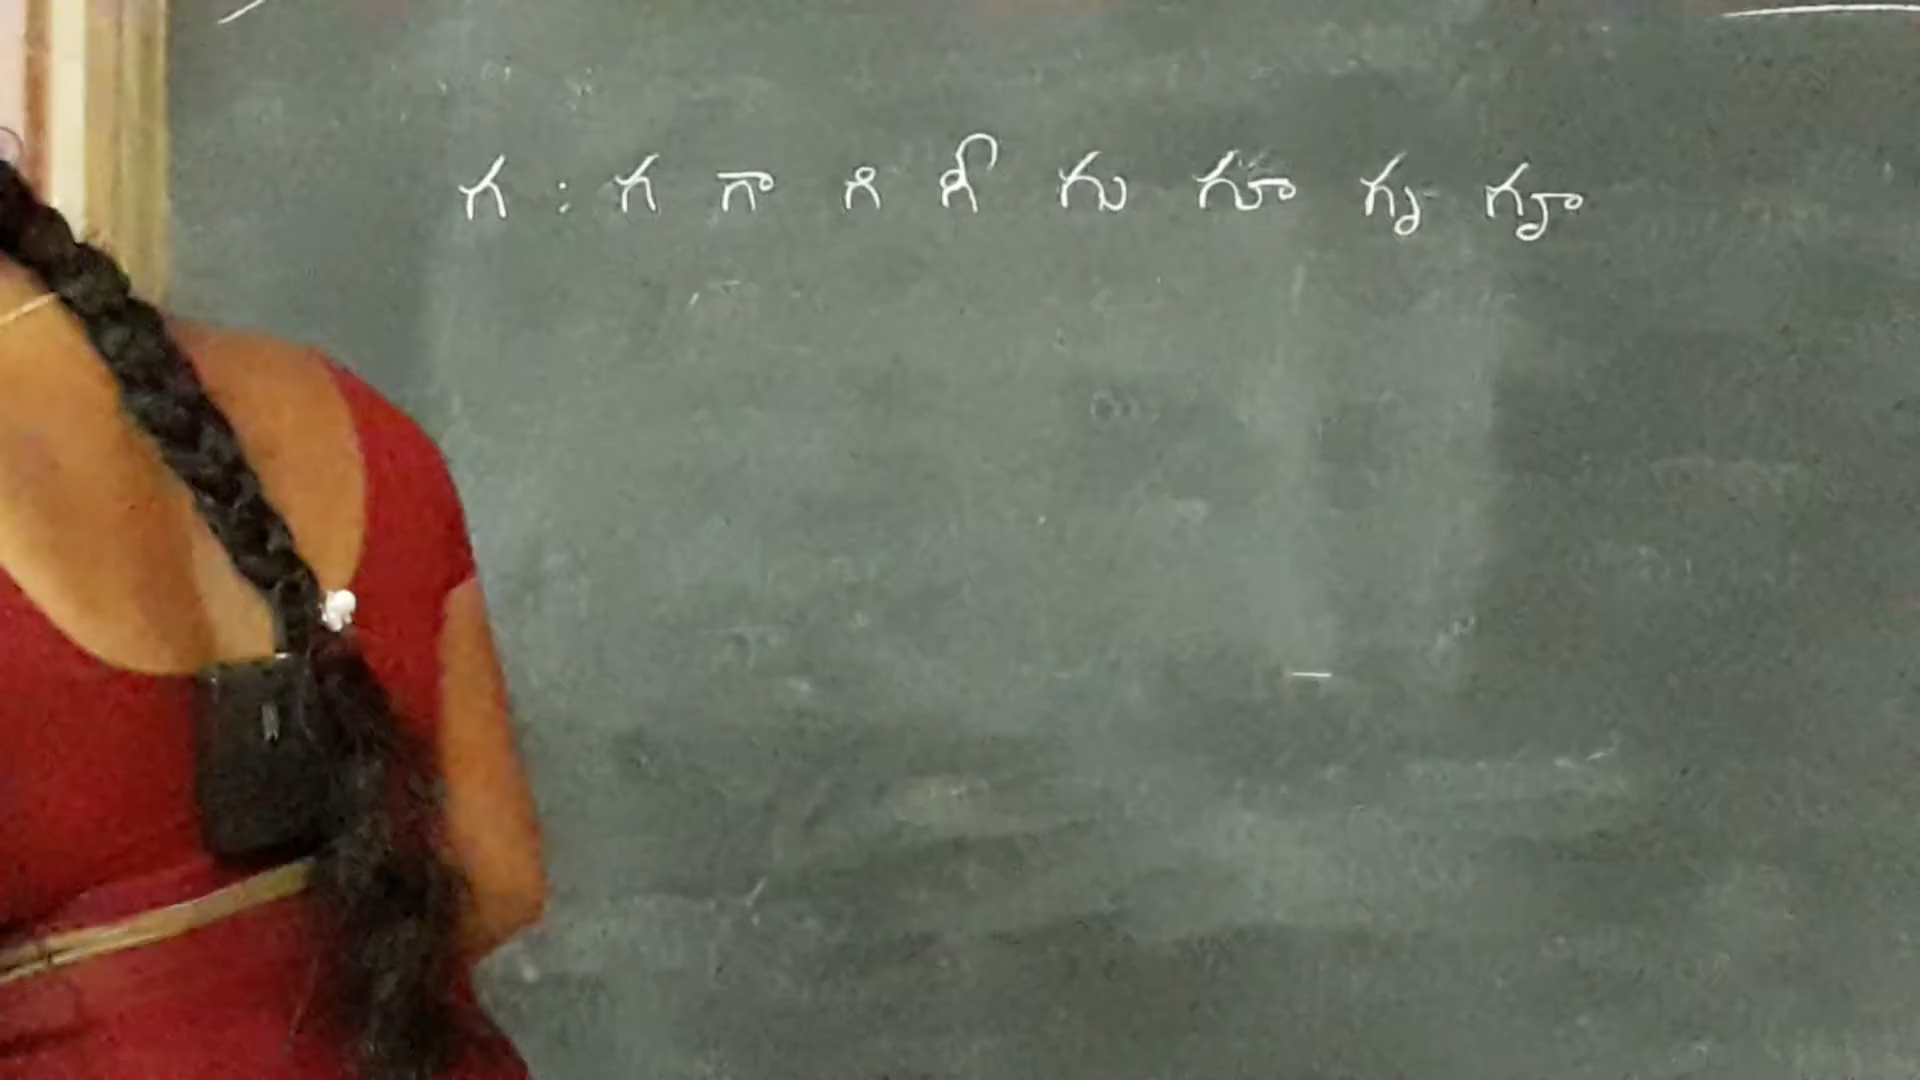 గ : గ గా గి గీ గు గూ గృ గౄ